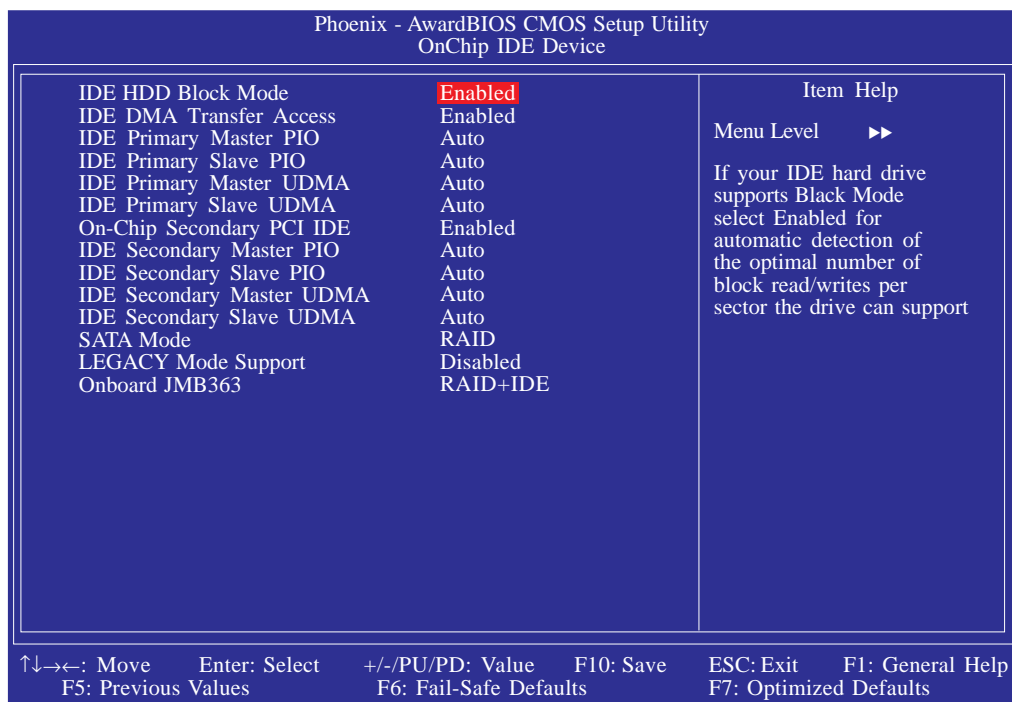 Phoenix - AwardBIOS CMOS Setup Utility
OnChip IDE Device
IDE HDD Block Mode Enabled
IDE DMA Transfer Access Enabled
IDE Primary Master PIO Auto
IDE Primary Slave PIO Auto
IDE Primary Master UDMA Auto
IDE Primary Slave UDMA Auto
On-Chip Secondary PCI IDE Enabled
IDE Secondary Master PIO Auto
IDE Secondary Slave PIO Auto
IDE Secondary Master UDMA Auto
IDE Secondary Slave UDMA Auto
SATA Mode RAID
LEGACY Mode Support Disabled
Onboard JMB363 RAID+IDE
Item Help
Menu Level ▶▶
If your IDE hard drive
supports Black Mode
select Enabled for
automatic detection of
the optimal number of
block read/writes per
sector the drive can support
↑↓→←: Move Enter: Select +/-/PU/PD: Value F10: Save ESC: Exit F1: General Help
F5: Previous Values F6: Fail-Safe Defaults F7: Optimized Defaults